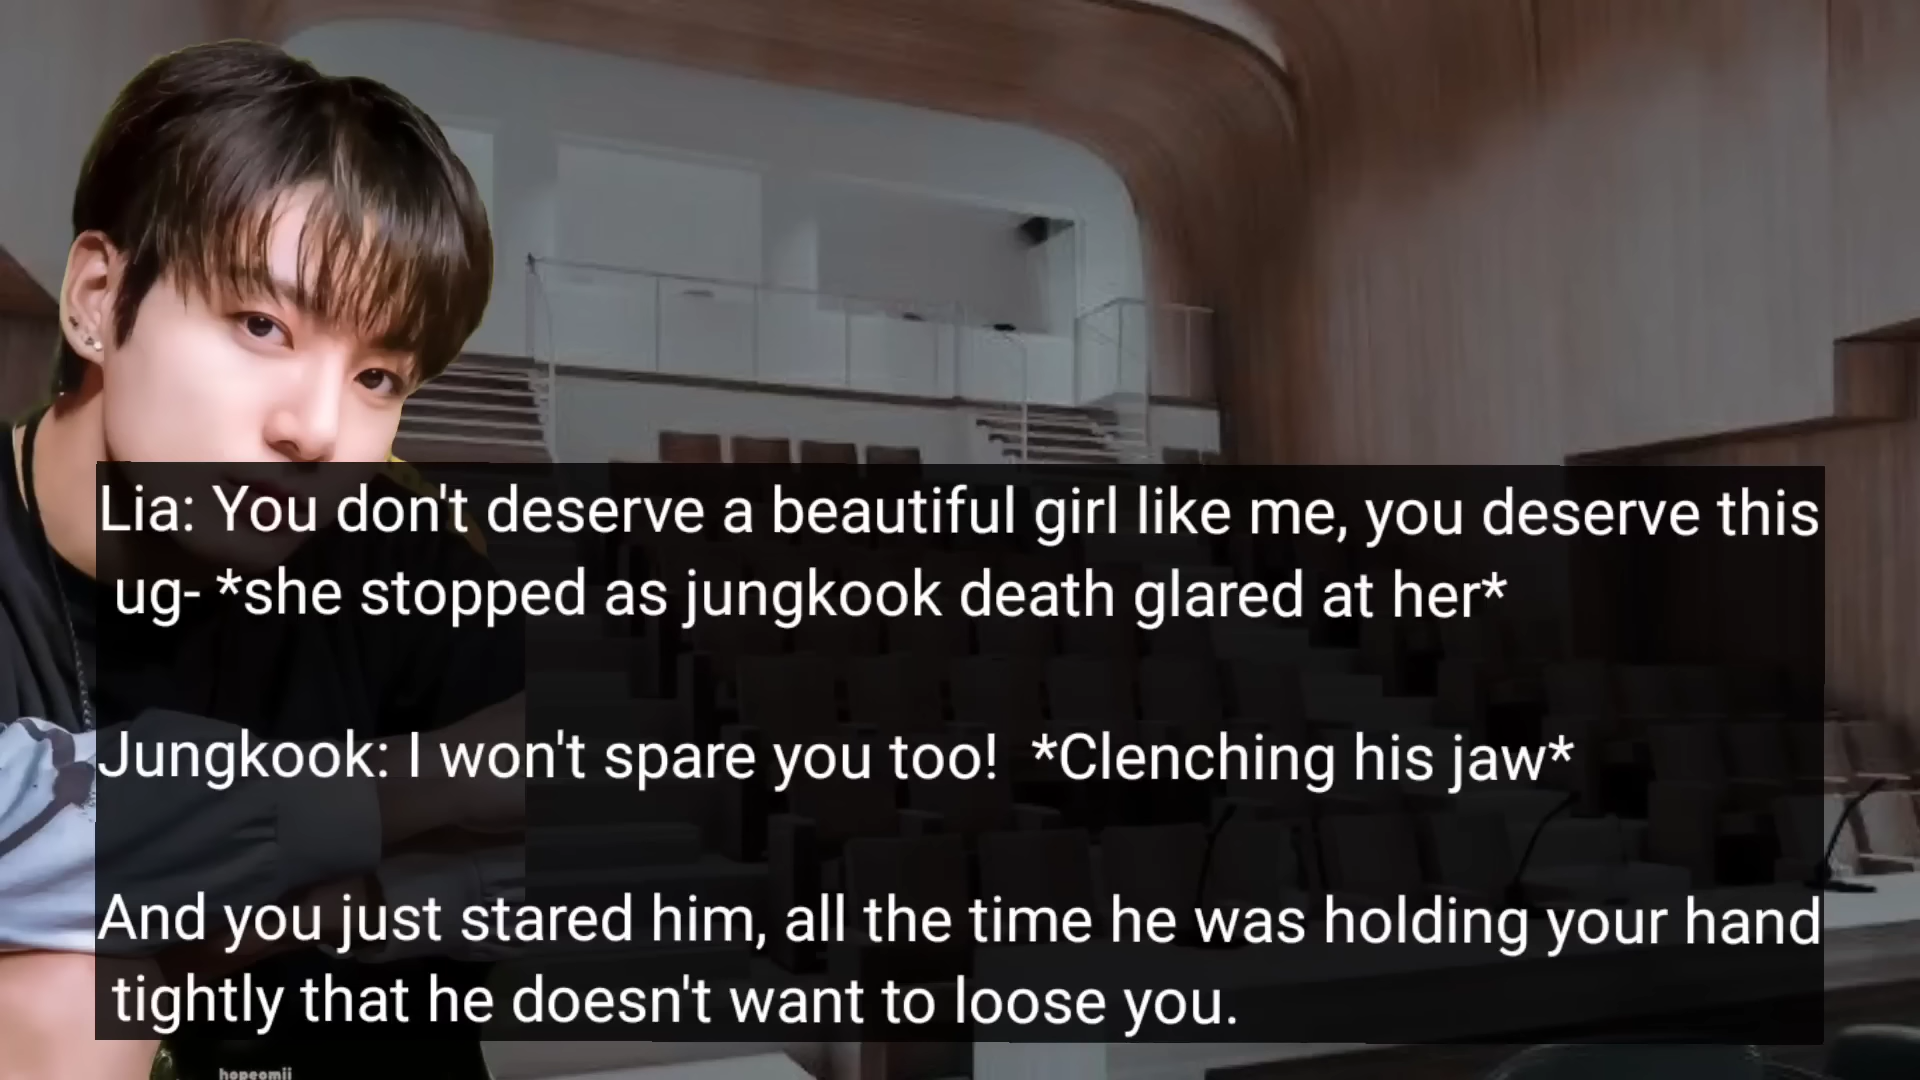 Lia: You don't deserve a beautiful girl like me, you deserve this
ug- *she stopped as jungkook death glared at her*
Jungkook: I won't spare you too!  *Clenching his jaw*
And you just stared him, all the time he was holding your hand
tightly that he doesn't want to loose you.
hopeomii